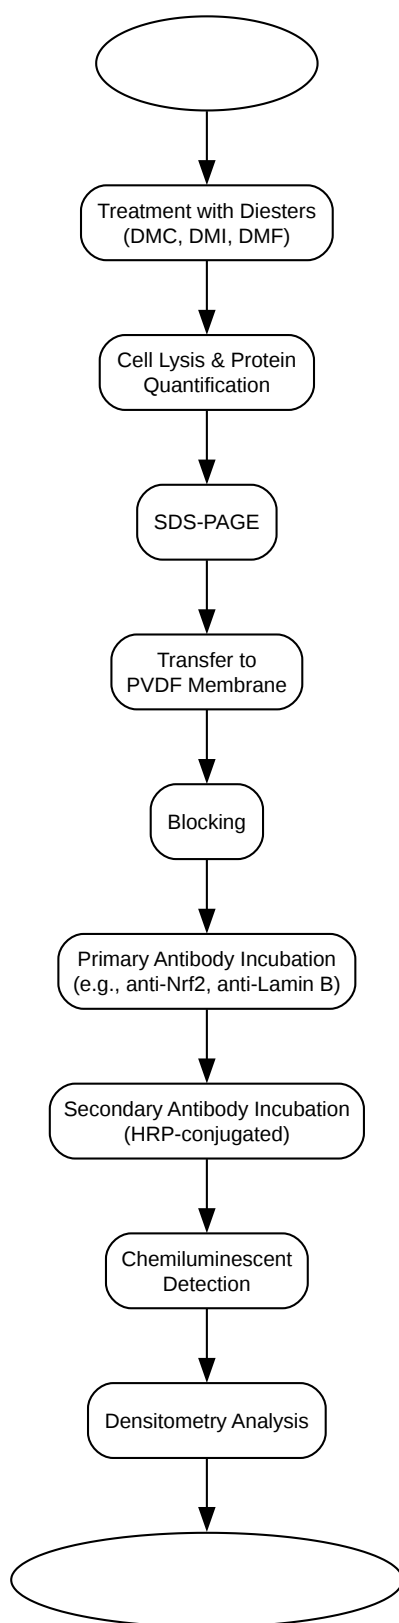 Treatment with Diesters
(DMC, DMI, DMF)
Cell Lysis & Protein
Quantification
SDS-PAGE
Transfer to
PVDF Membrane
Blocking
Primary Antibody Incubation
(e.g., anti-Nrf2, anti-Lamin B)
Secondary Antibody Incubation
(HRP-conjugated)
Chemiluminescent
Detection
Densitometry Analysis